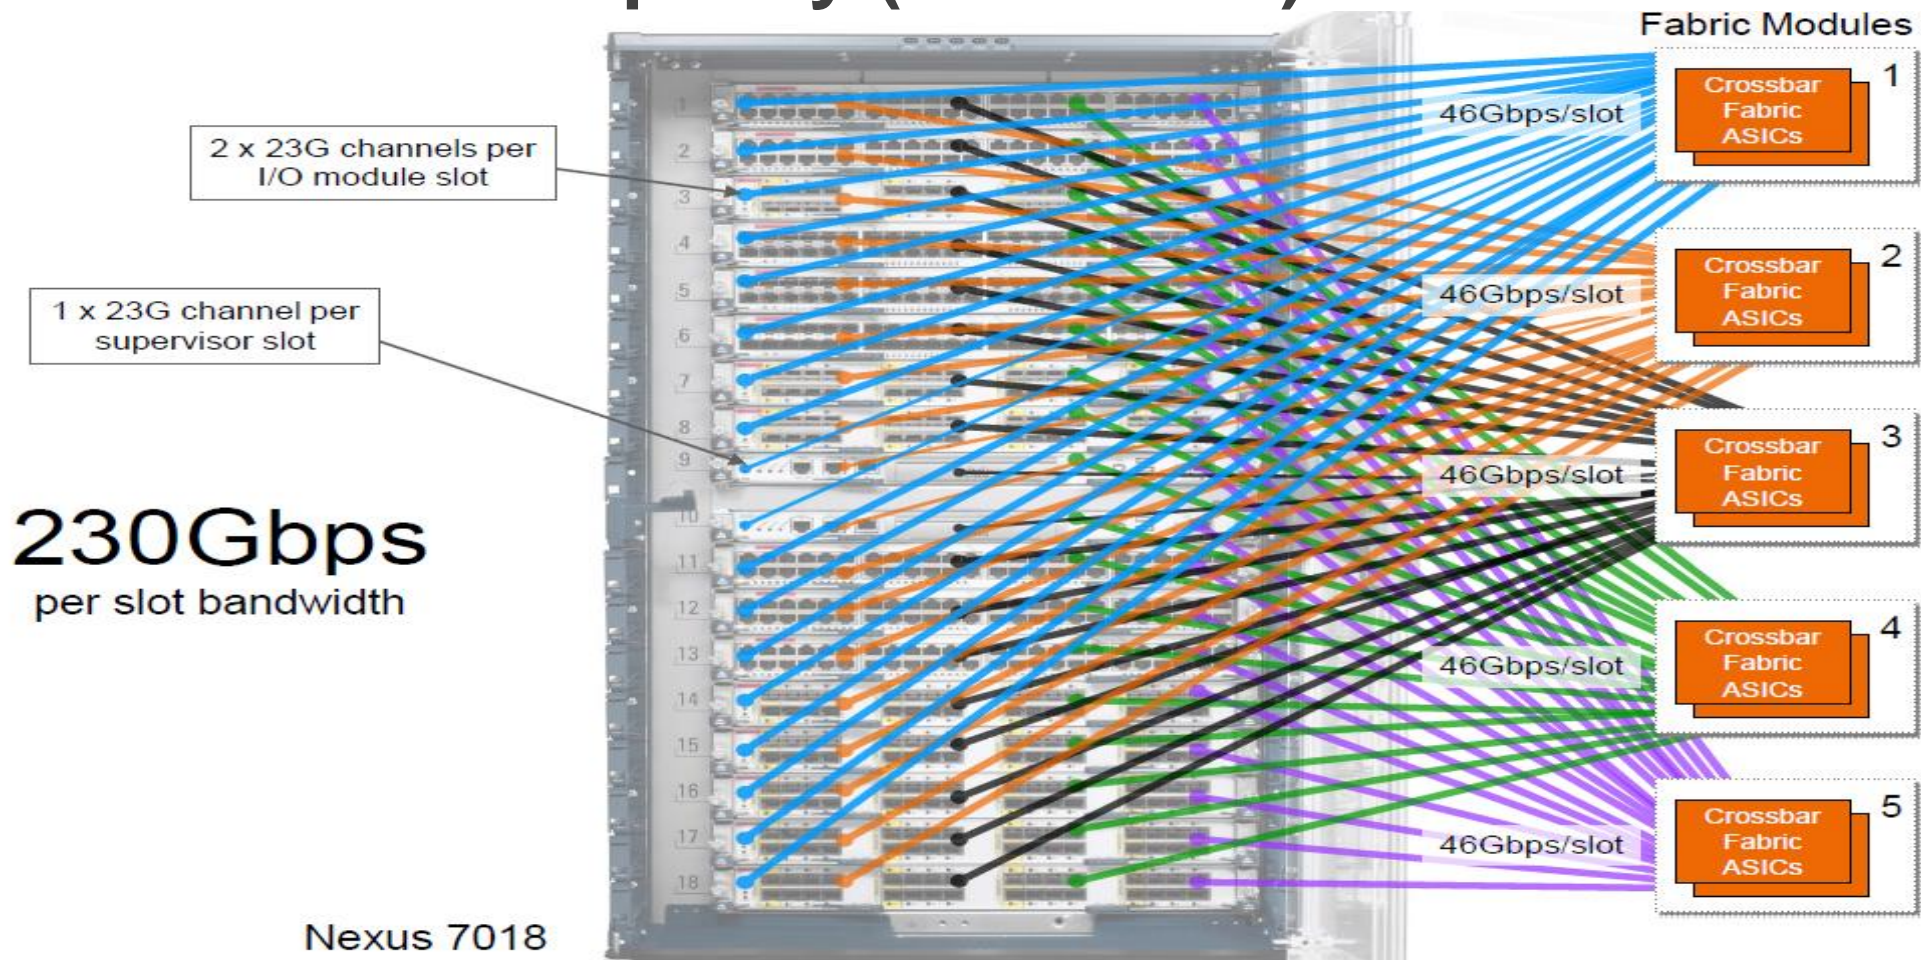 Fabric Modules
Crossbar
Fabric
ASICs
1
46Gbps/slot
2 x 23G channels per
I/O module slot
Crossbar
Fabric
ASICs
2
46Gbps/slot
1 x 23G channel per
supervisor slot
Crossbar
Fabric
ASICs
3
46Gbps/slot
230Gbps
per slot bandwidth
Crossbar
Fabric
ASICs
4
46Gbps/slot
Crossbar
Fabric
ASICs
5
46Gbps/slot
Nexus 7018
1
2
3
4
5
6
7
8
9
10
11
12
13
14
15
16
17
18